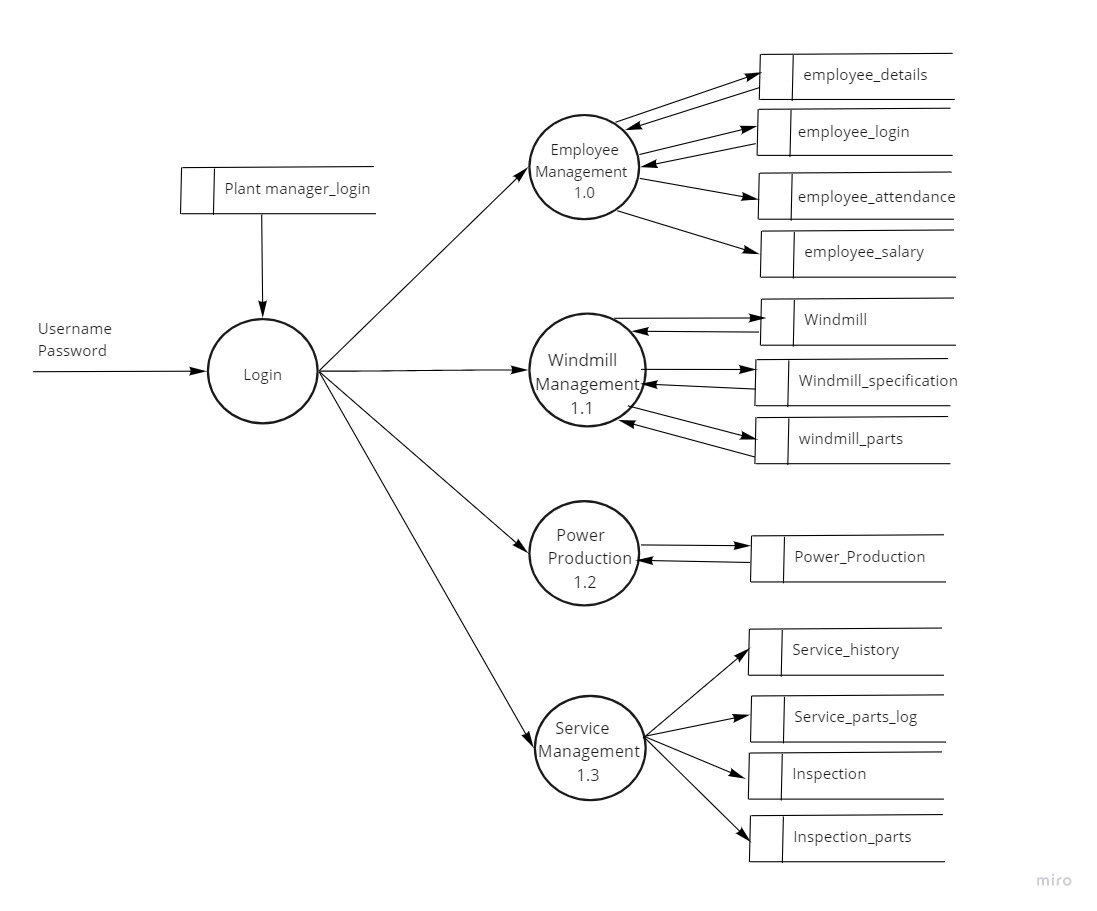 employee_details
employee_login
employee_attendance
employee_salary
Employee
Management
1.0
Plant manager_login
Username
Password
Login
Windmill
Management
1.1
Windmill
Windmill_specification
windmill_parts
Power
Production
1.2
Power_Production
Service
Management
1.3
Service_history
Service_parts_log
Inspection
Inspection_parts
miro